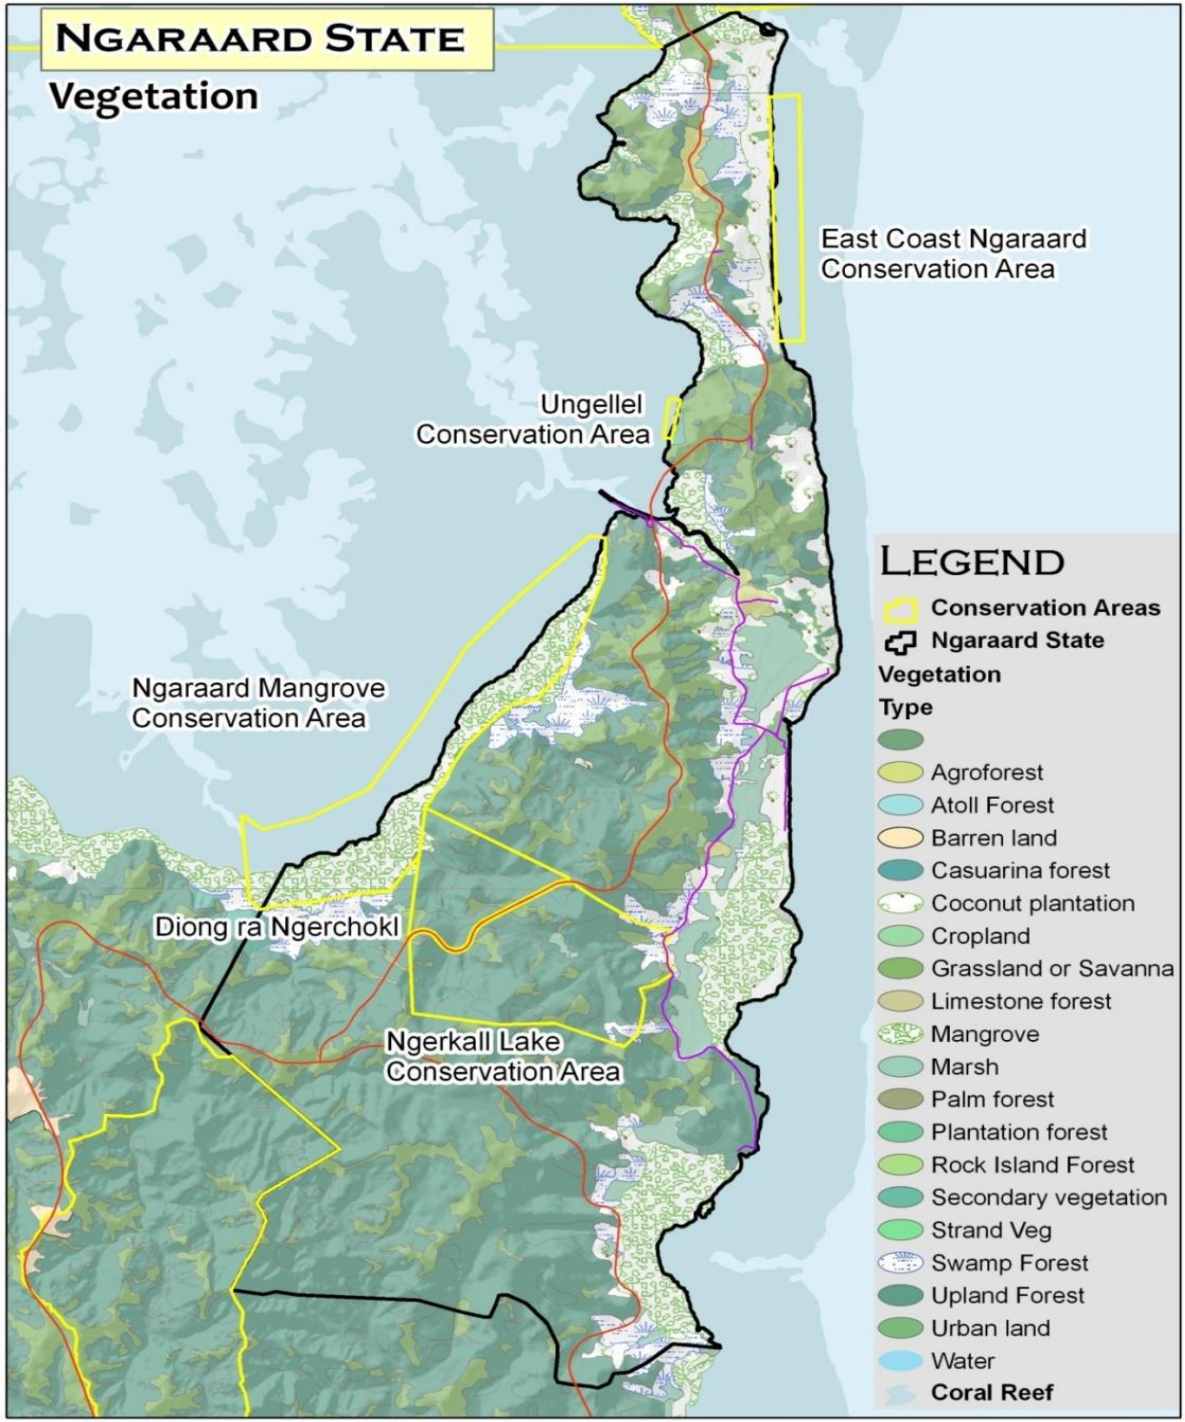 NGARAARD STATE
Vegetation
East Coast Ngaraard
Conservation Area
Ungellel
Conservation Area
Ngaraard Mangrove
Conservation Area
Diong ra Ngerchokl
Ngerkall Lake
Conservation Area
LEGEND
Conservation Areas
Ngaraard State
Vegetation
Type
Agroforest
Atoll Forest
Barren land
Casuarina forest
Coconut plantation
Cropland
Grassland or Savanna
Limestone forest
Mangrove
Marsh
Palm forest
Plantation forest
Rock Island Forest
Secondary vegetation
Strand Veg
Swamp Forest
Upland Forest
Urban land
Water
Coral Reef